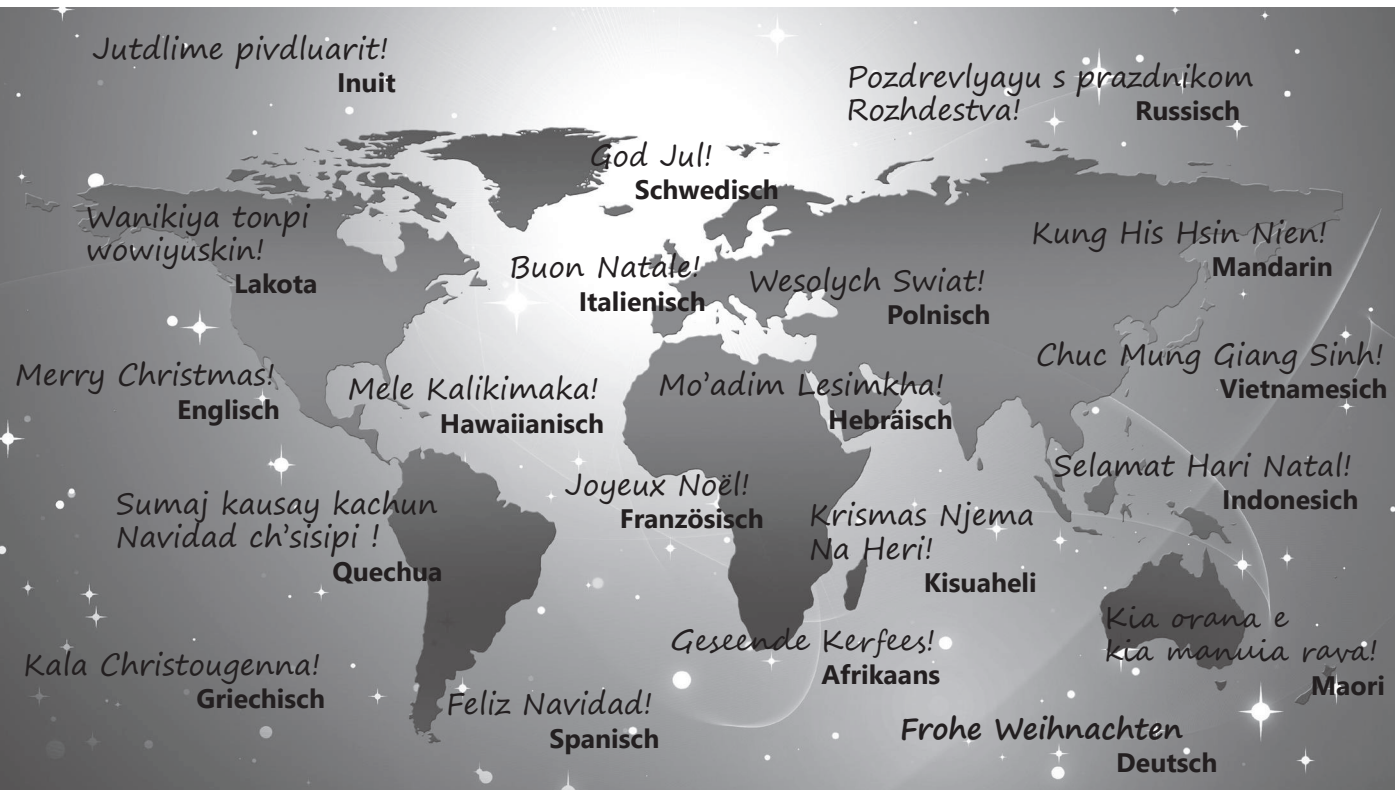 Jutdlime pivdluarit!
Inuit
Pozdrevlyayu s prazdnikom
Rozhdestva!
Russisch
God Jul!
Schwedisch
Wanikiya tonpi
wowiyuskin!
Lakota
Kung His Hsin Nien!
Mandarin
Buon Natale!
Italienisch
Wesolych Swiat!
Polnisch
Merry Christmas!
Englisch
Mele Kalikimaka!
Hawaiianisch
Mo'adim Lesimkha!
Hebräisch
Chuc Mung Giang Sinh!
Vietnamesich
Selamat Hari Natal!
Indonesich
Sumaj kausay kachun
Navidad ch'sisipi !
Quechua
Joyeux Noël!
Französisch
Krismas Njema
Na Heri!
Kisuaheli
Kia orana e
kia manuia rava!
Maori
Geseende Kerfees!
Afrikaans
Kala Christougenna!
Griechisch
Feliz Navidad!
Spanisch
Frohe Weihnachten
Deutsch